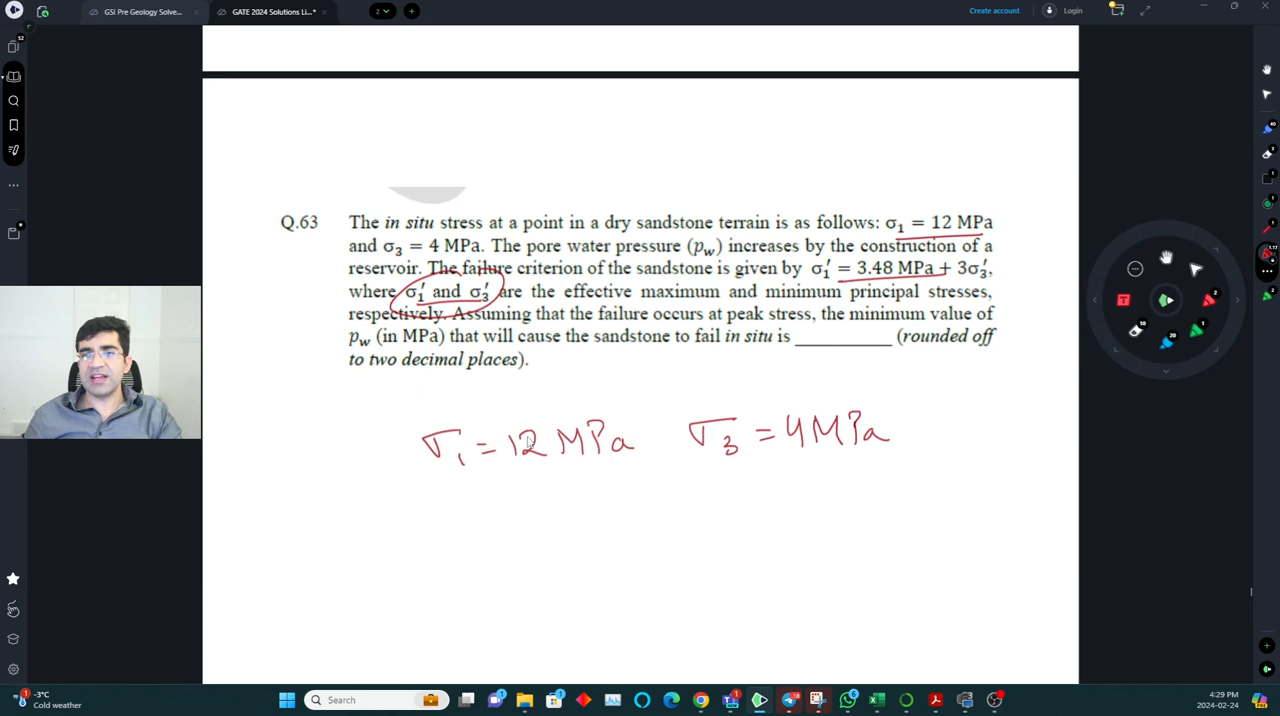 GSI Pre Geology Solve...
GATE 2024 Solutions Li...*
2
Create account
Login
52
Q.63 The in situ stress at a point in a dry sandstone terrain is as follows: σ₁ = 12 MPa
and σ₃ = 4 MPa. The pore water pressure (p_w) increases by the construction of a
reservoir. The failure criterion of the sandstone is given by σ₁′ = 3.48 MPa + 3σ₃′,
where σ₁′ and σ₃′ are the effective maximum and minimum principal stresses,
respectively. Assuming that the failure occurs at peak stress, the minimum value of
p_w (in MPa) that will cause the sandstone to fail in situ is __________ (rounded off
to two decimal places).
σ₁ = 12 MPa σ₃ = 4 MPa
-3°C
Cold weather
Search
4:29 PM
2024-02-24